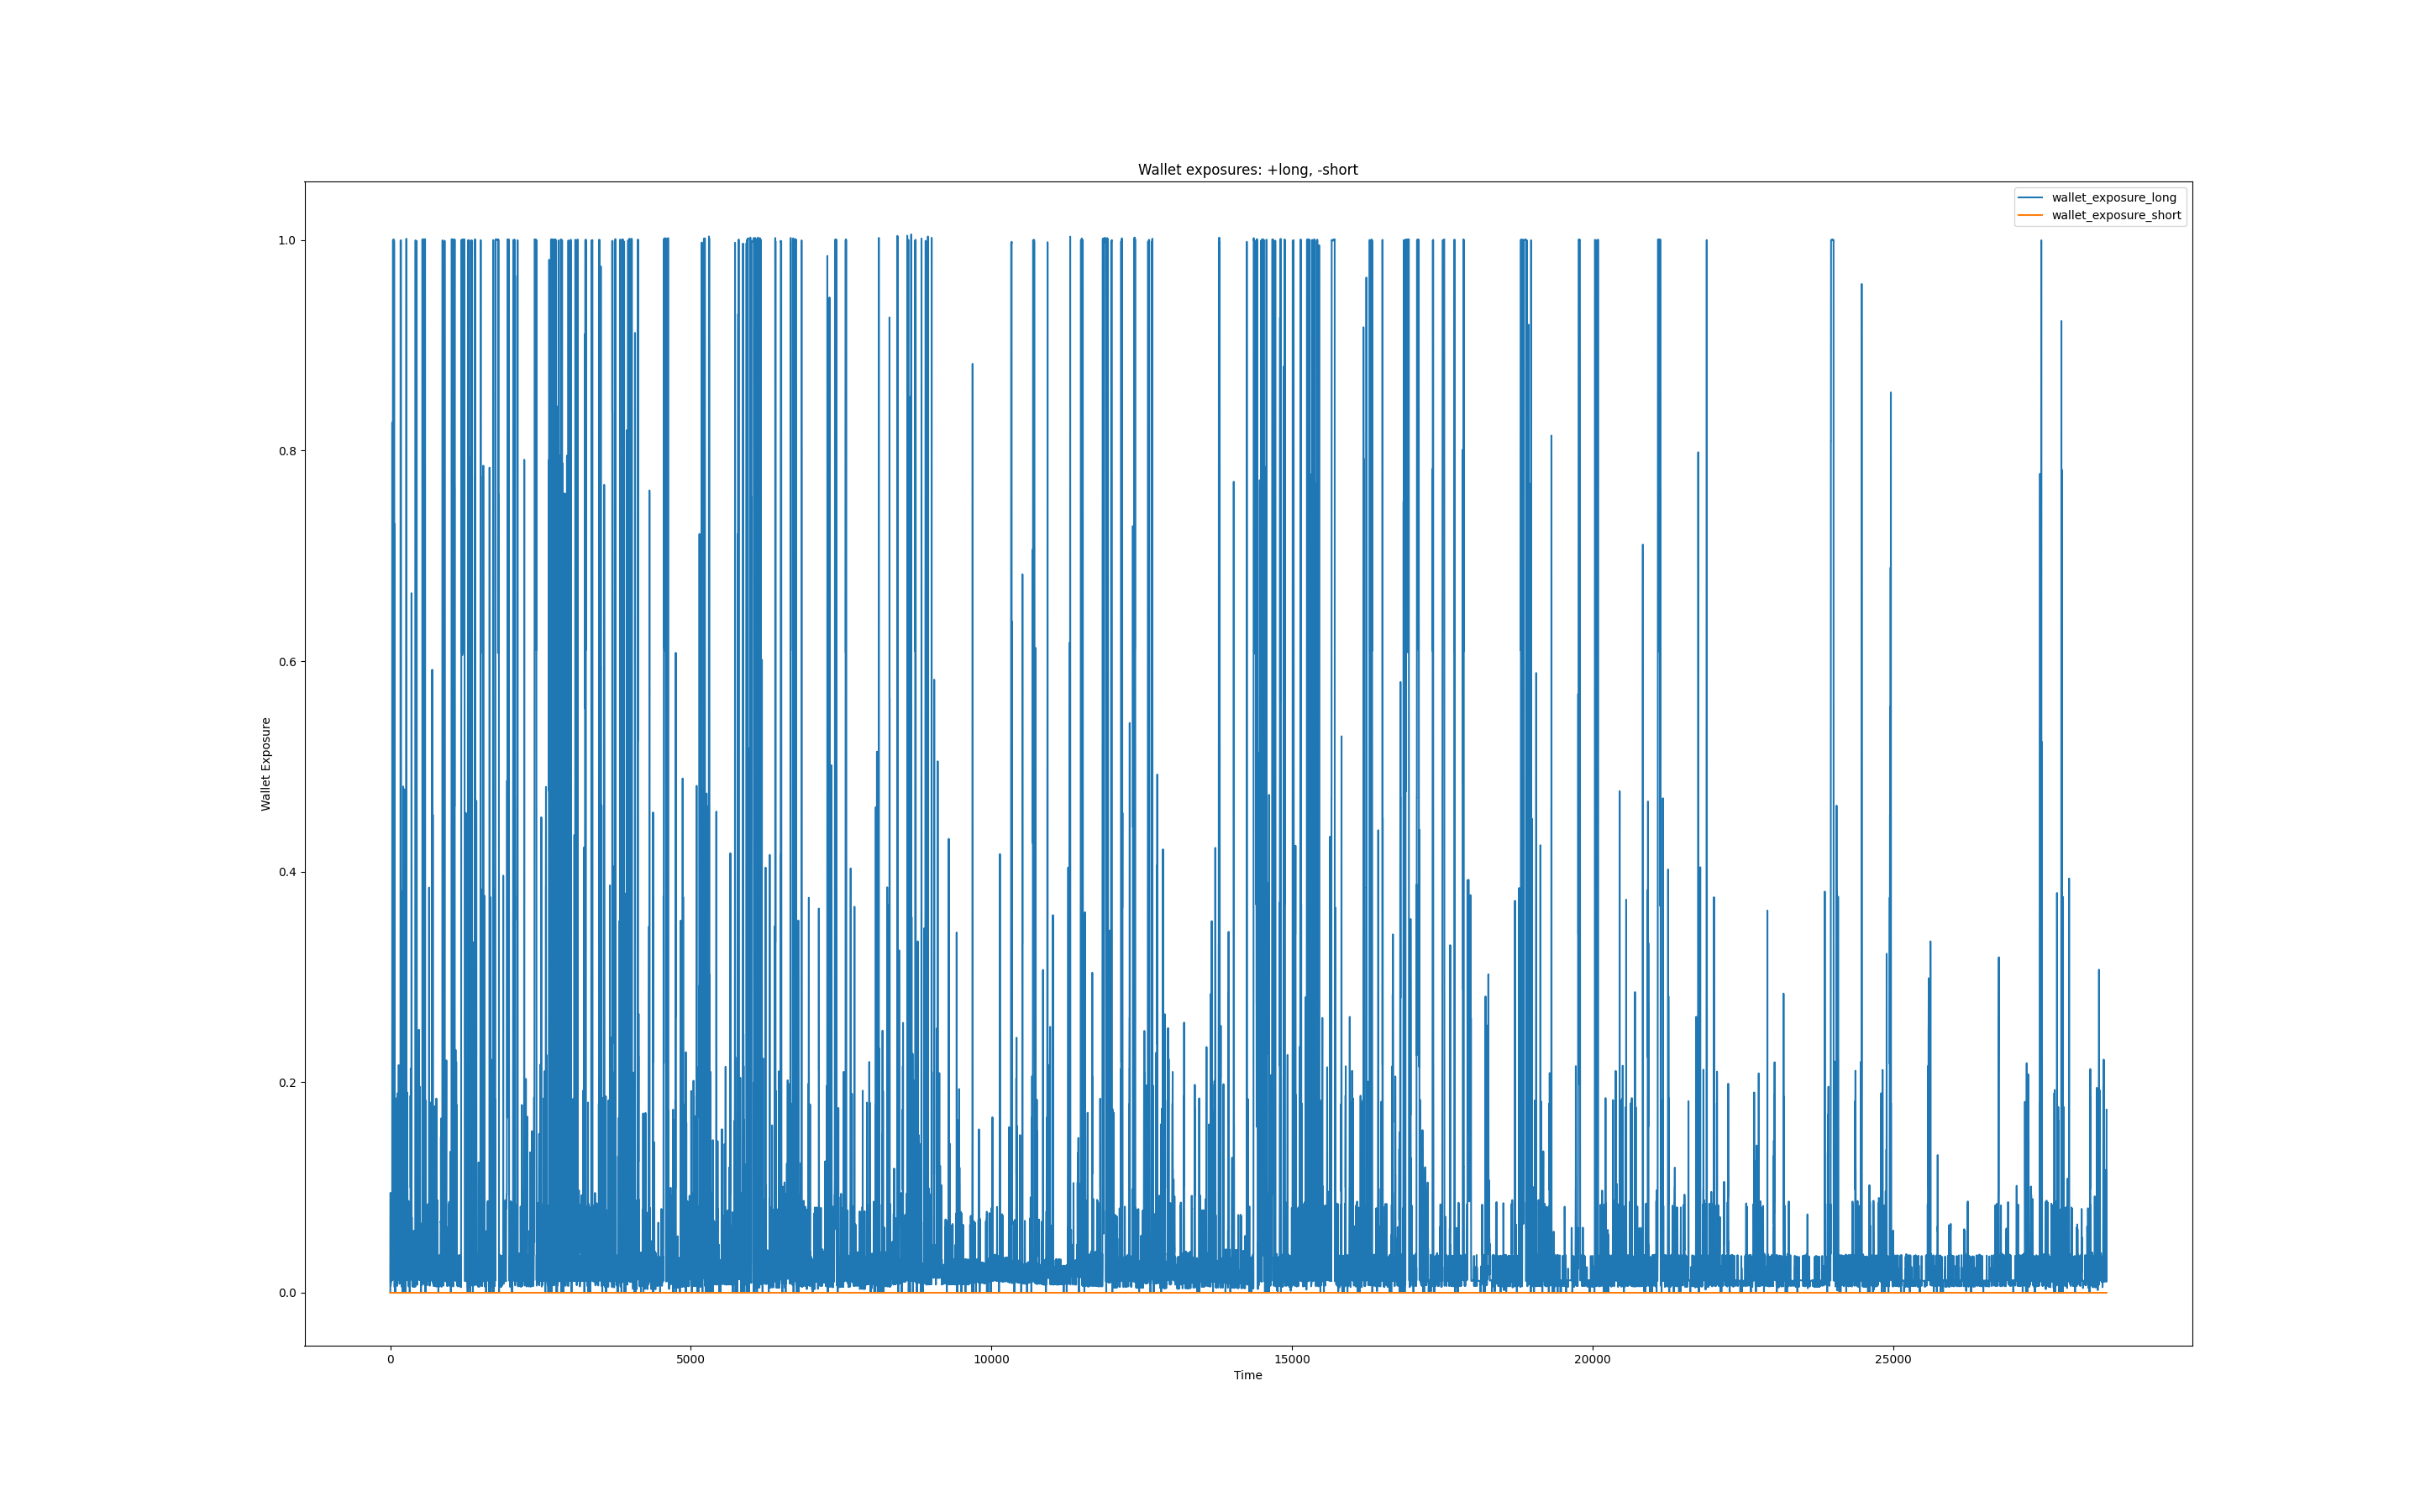 Wallet exposures: +long, -short
wallet_exposure_long
wallet_exposure_short
1.0
0.8
0.6
0.4
0.2
0.0
Wallet Exposure
0 5000 10000 15000 20000 25000
Time